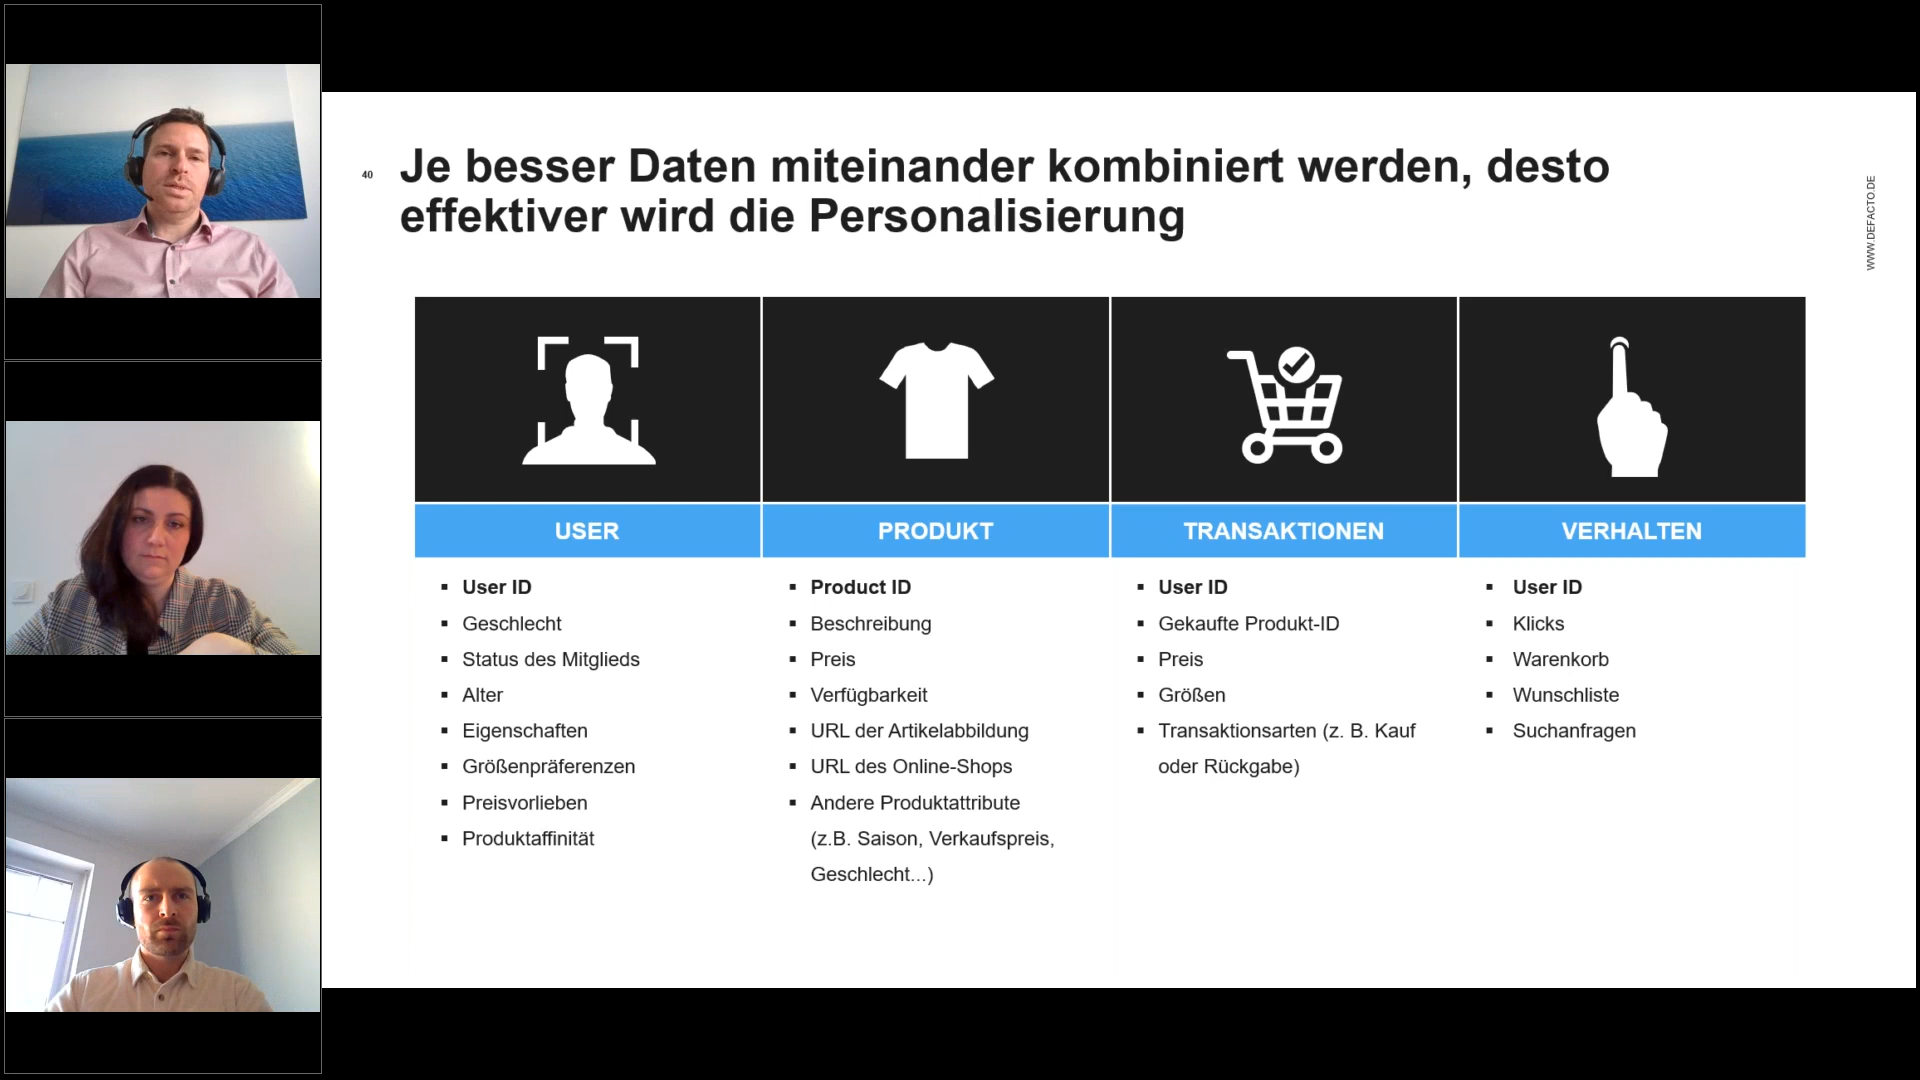 40
Je besser Daten miteinander kombiniert werden, desto
effektiver wird die Personalisierung
WWW.DEFACTO.DE
USER
▪ User ID
▪ Geschlecht
▪ Status des Mitglieds
▪ Alter
▪ Eigenschaften
▪ Größenpräferenzen
▪ Preisvorlieben
▪ Produktaffinität
PRODUKT
▪ Product ID
▪ Beschreibung
▪ Preis
▪ Verfügbarkeit
▪ URL der Artikelabbildung
▪ URL des Online-Shops
▪ Andere Produktattribute
(z.B. Saison, Verkaufspreis,
Geschlecht...)
TRANSAKTIONEN
▪ User ID
▪ Gekaufte Produkt-ID
▪ Preis
▪ Größen
▪ Transaktionsarten (z. B. Kauf
oder Rückgabe)
VERHALTEN
▪ User ID
▪ Klicks
▪ Warenkorb
▪ Wunschliste
▪ Suchanfragen